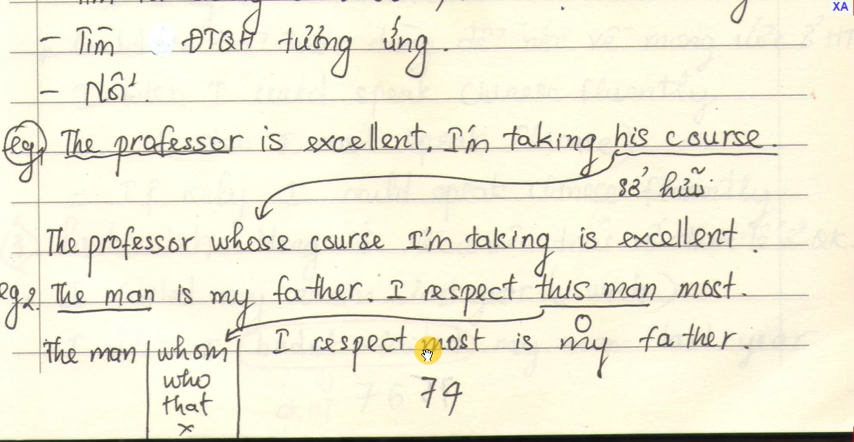 XA
- Tìm ĐTQH tương ứng.
- Nối.
eg1 The professor is excellent. I'm taking his course.
sở hữu
The professor whose course I'm taking is excellent.
eg2. The man is my father. I respect this man most.
O
The man whom I respect most is my father.
who
that
x
74